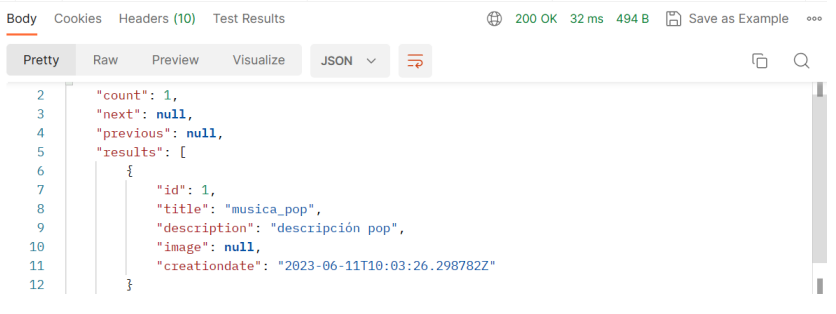 Body Cookies Headers (10) Test Results 200 OK 32 ms 494 B Save as Example
Pretty Raw Preview Visualize JSON
2 "count": 1,
3 "next": null,
4 "previous": null,
5 "results": [
6 {
7 "id": 1,
8 "title": "musica_pop",
9 "description": "descripción pop",
10 "image": null,
11 "creationdate": "2023-06-11T10:03:26.298782Z"
12 }